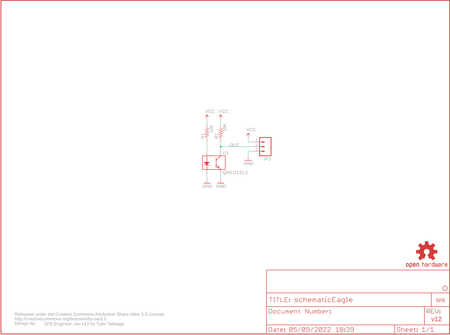 VCC VCC
VCC
R1
R2
10K
OUT
U1
JP2
GND
QRE1113
GND GND
open hardware
TITLE: schematicEagle
SFE
Document Number:
REV:
v12
Date: 05/09/2022 18:39
Sheet: 1/1
Released under the Creative Commons Attribution Share-Alike 3.0 License
http://creativecommons.org/licenses/by-sa/3.0
Design by:
SFE Engineer, rev v12 by Tyler Talmage